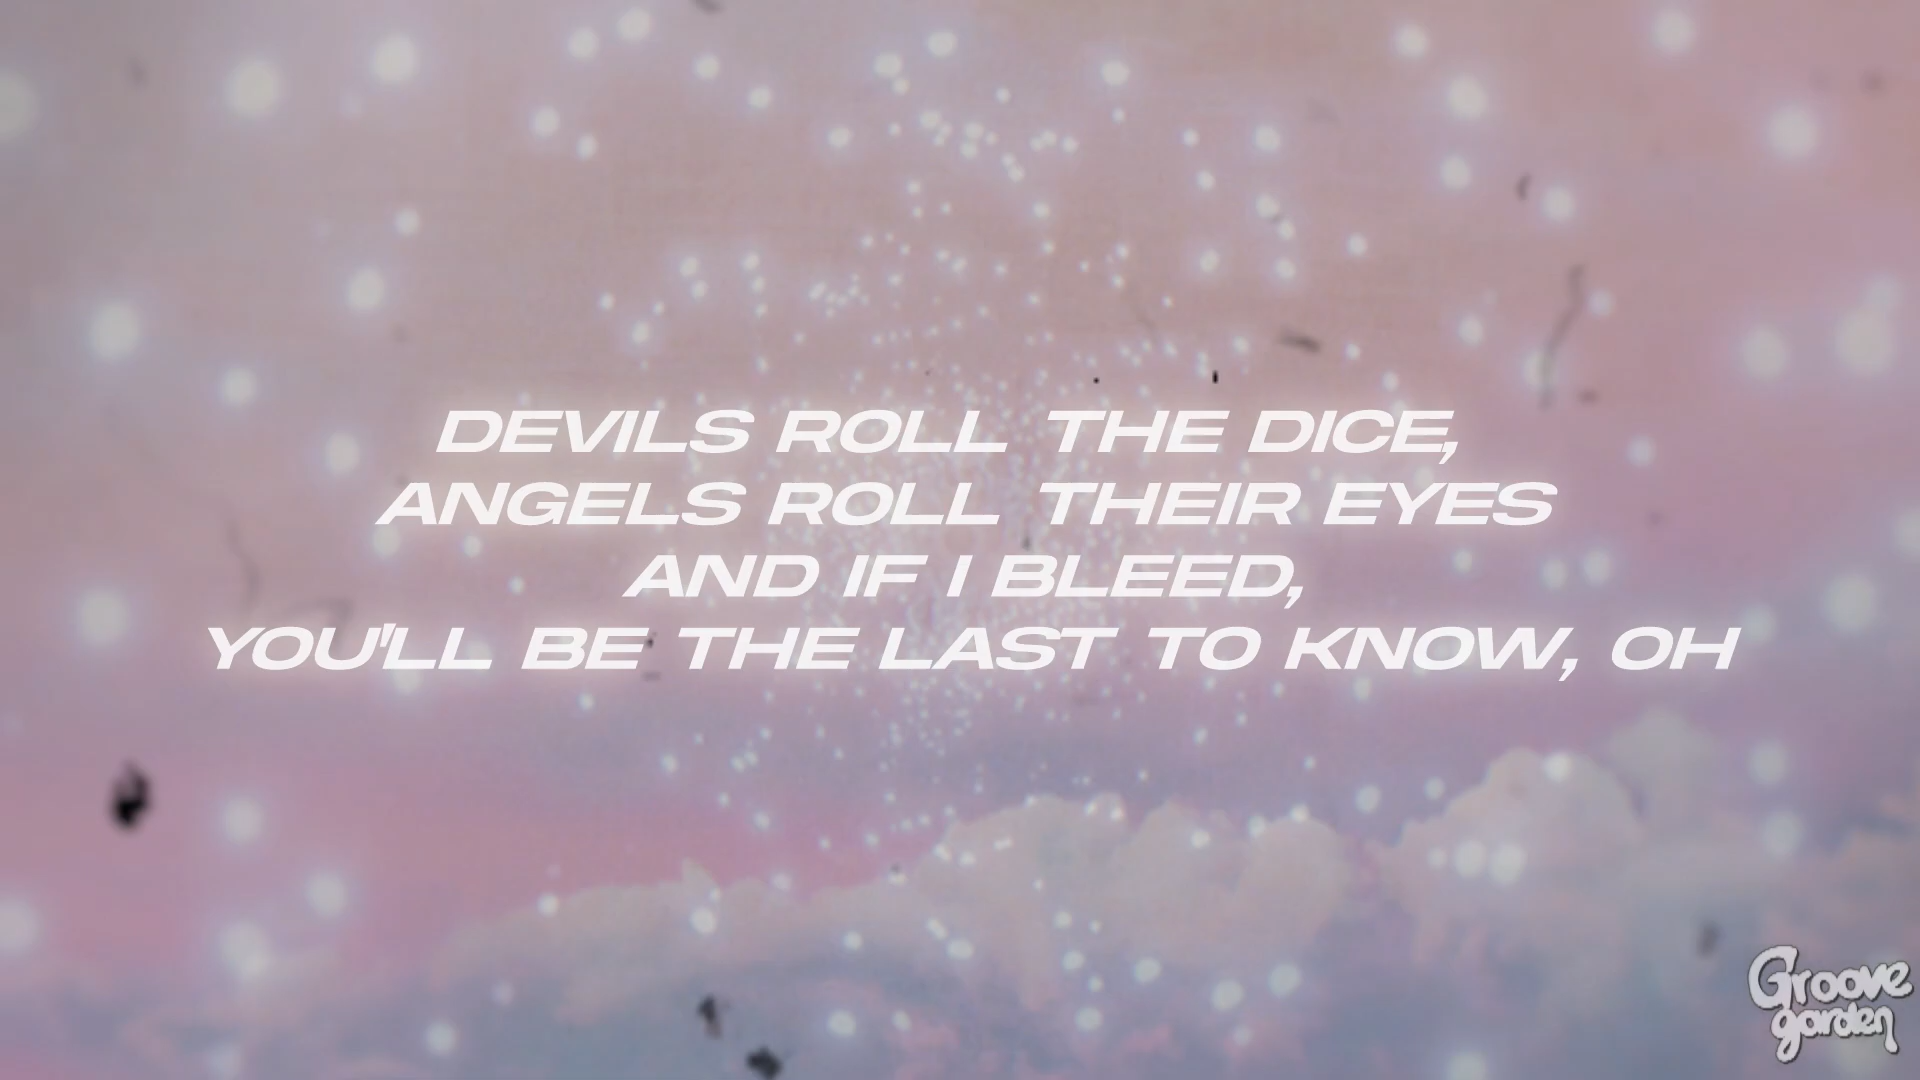 DEVILS ROLL THE DICE,
ANGELS ROLL THEIR EYES
AND IF I BLEED,
YOU'LL BE THE LAST TO KNOW, OH
Groove
garden